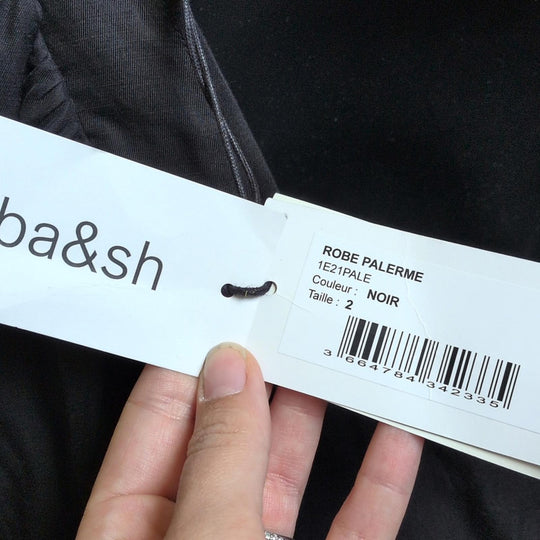 ba&sh
ROBE PALERME
1E21PALE
Couleur : NOIR
Taille : 2
3 664784 342335